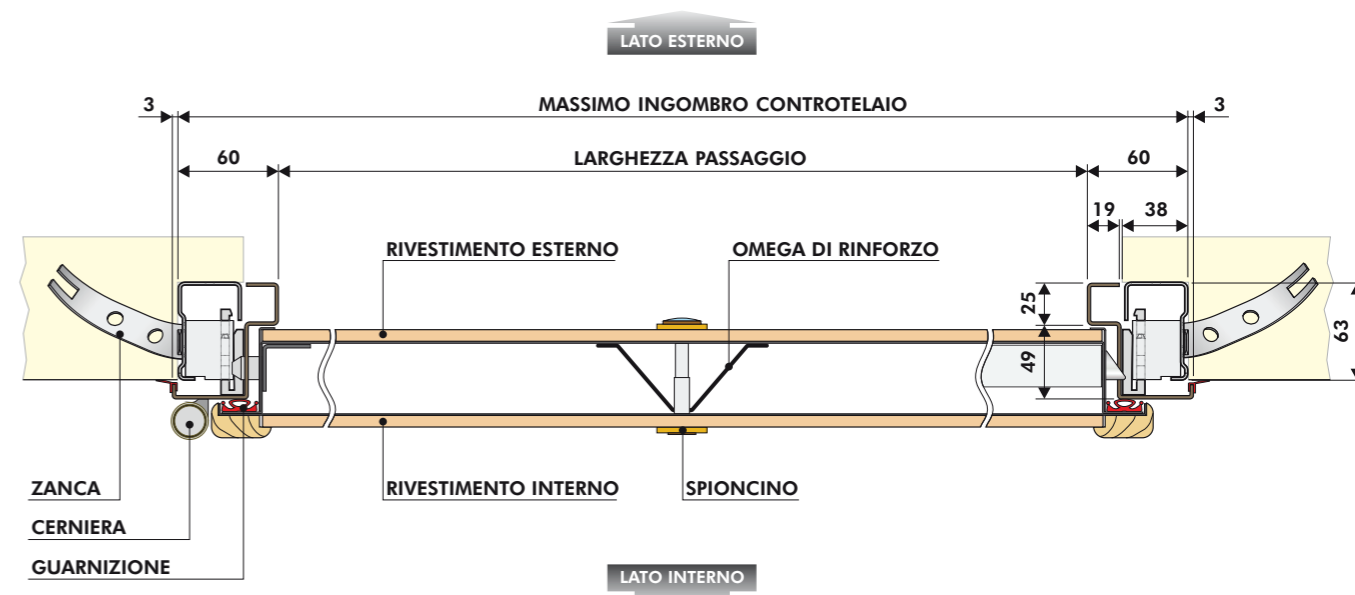 LATO ESTERNO
3 MASSIMO INGOMBRO CONTROTELAIO 3
60 LARGHEZZA PASSAGGIO 60
19 38
RIVESTIMENTO ESTERNO OMEGA DI RINFORZO
25
63
49
ZANCA RIVESTIMENTO INTERNO SPIONCINO
CERNIERA
GUARNIZIONE
LATO INTERNO